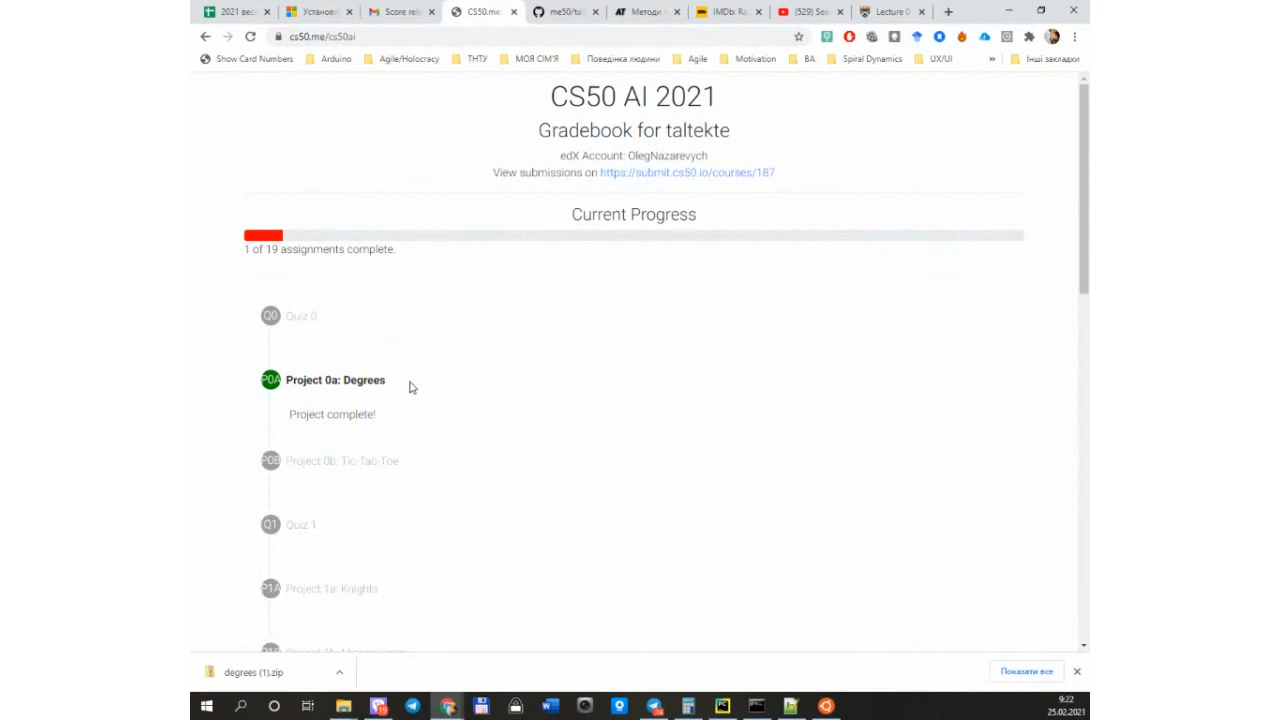 2021 вес
Установ
Score rel
CS50.me
me50/tal
Методи
IMDb: Ra
(529) Sea
Lecture 0
cs50.me/cs50ai
Show Card Numbers
Arduino
Agile/Holocracy
ТНТУ
МОЯ СІМ'Я
Поведінка людини
Agile
Motivation
BA
Spiral Dynamics
UX/UI
»
Інші закладки
CS50 AI 2021
Gradebook for taltekte
edX Account: OlegNazarevych
View submissions on https://submit.cs50.io/courses/187
Current Progress
1 of 19 assignments complete.
Q0 Quiz 0
P0A Project 0a: Degrees
Project complete!
P0B Project 0b: Tic-Tac-Toe
Q1 Quiz 1
P1A Project 1a: Knights
degrees (1).zip
Показати все
9:22
25.02.2021